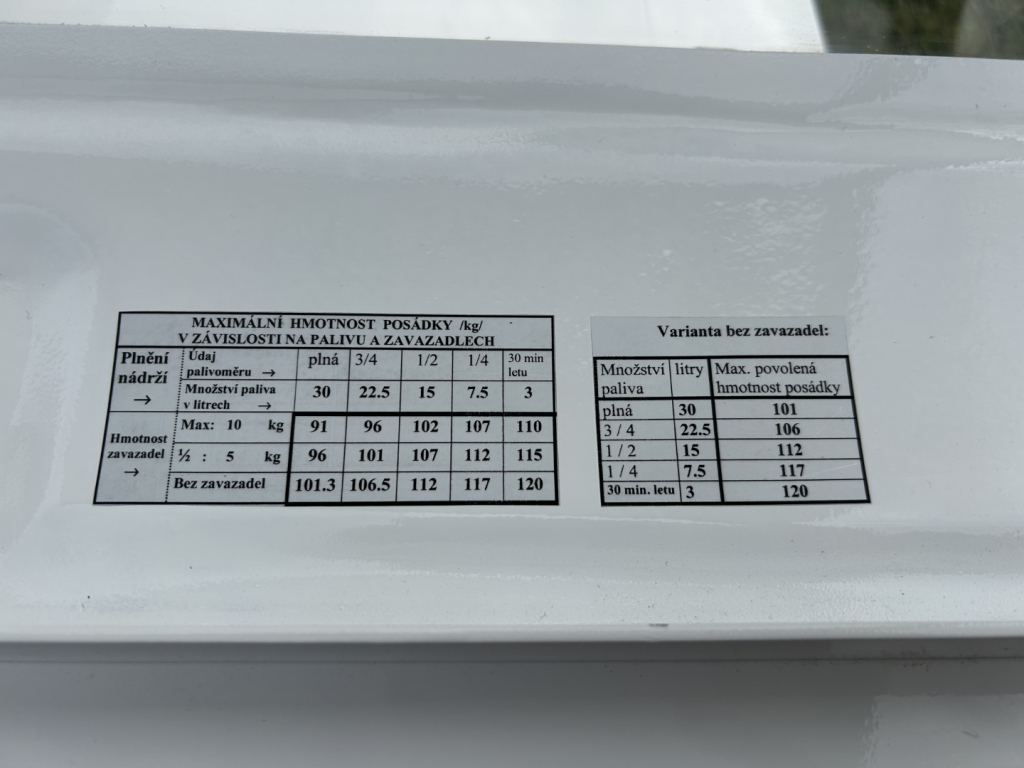 MAXIMÁLNÍ HMOTNOST POSÁDKY /kg/
V ZÁVISLOSTI NA PALIVU A ZAVAZADLECH
Plnění nádrží → Údaj palivoměru → plná 3/4 1/2 1/4 30 min letu
Množství paliva v litrech → 30 22.5 15 7.5 3
Hmotnost zavazadel → Max: 10 kg 91 96 102 107 110
½ : 5 kg 96 101 107 112 115
Bez zavazadel 101.3 106.5 112 117 120
Varianta bez zavazadel:
Množství paliva litry Max. povolená hmotnost posádky
plná 30 101
3 / 4 22.5 106
1 / 2 15 112
1 / 4 7.5 117
30 min. letu 3 120